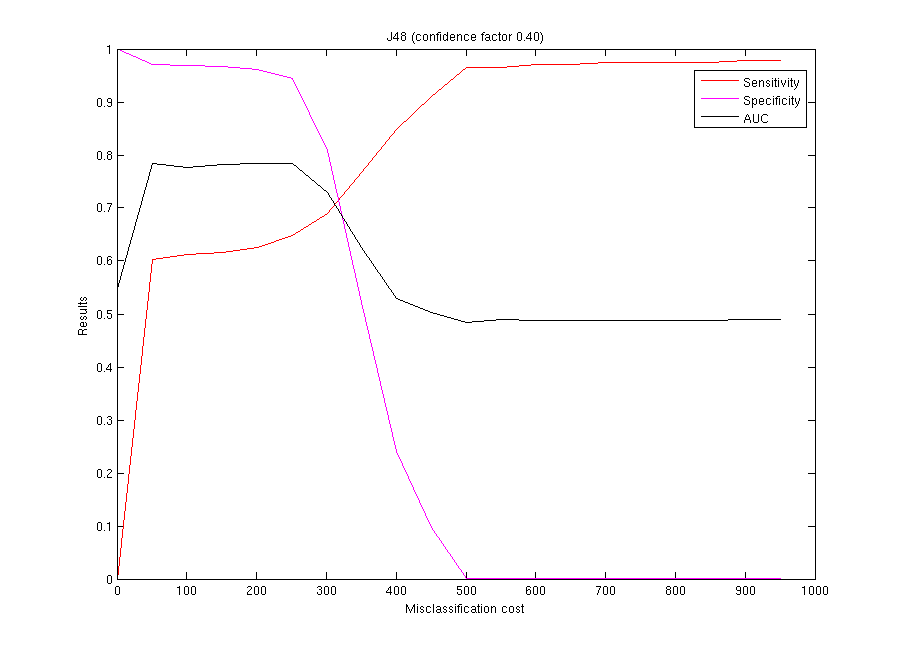 J48 (confidence factor 0.40)
1
0.9
0.8
0.7
0.6
0.5
0.4
0.3
0.2
0.1
0
Results
Sensitivity
Specificity
AUC
0 100 200 300 400 500 600 700 800 900 1000
Misclassification cost